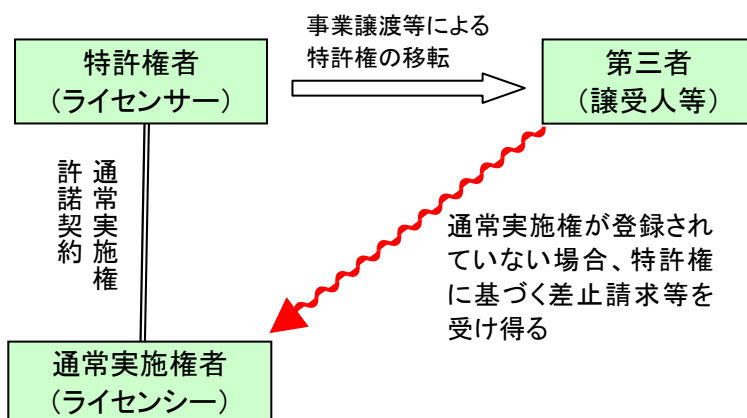 特許権者
（ライセンサー）
事業譲渡等による
特許権の移転
第三者
（譲受人等）
通常実施権
許諾契約
通常実施権が登録され
ていない場合、特許権
に基づく差止請求等を
受け得る
通常実施権者
（ライセンシー）